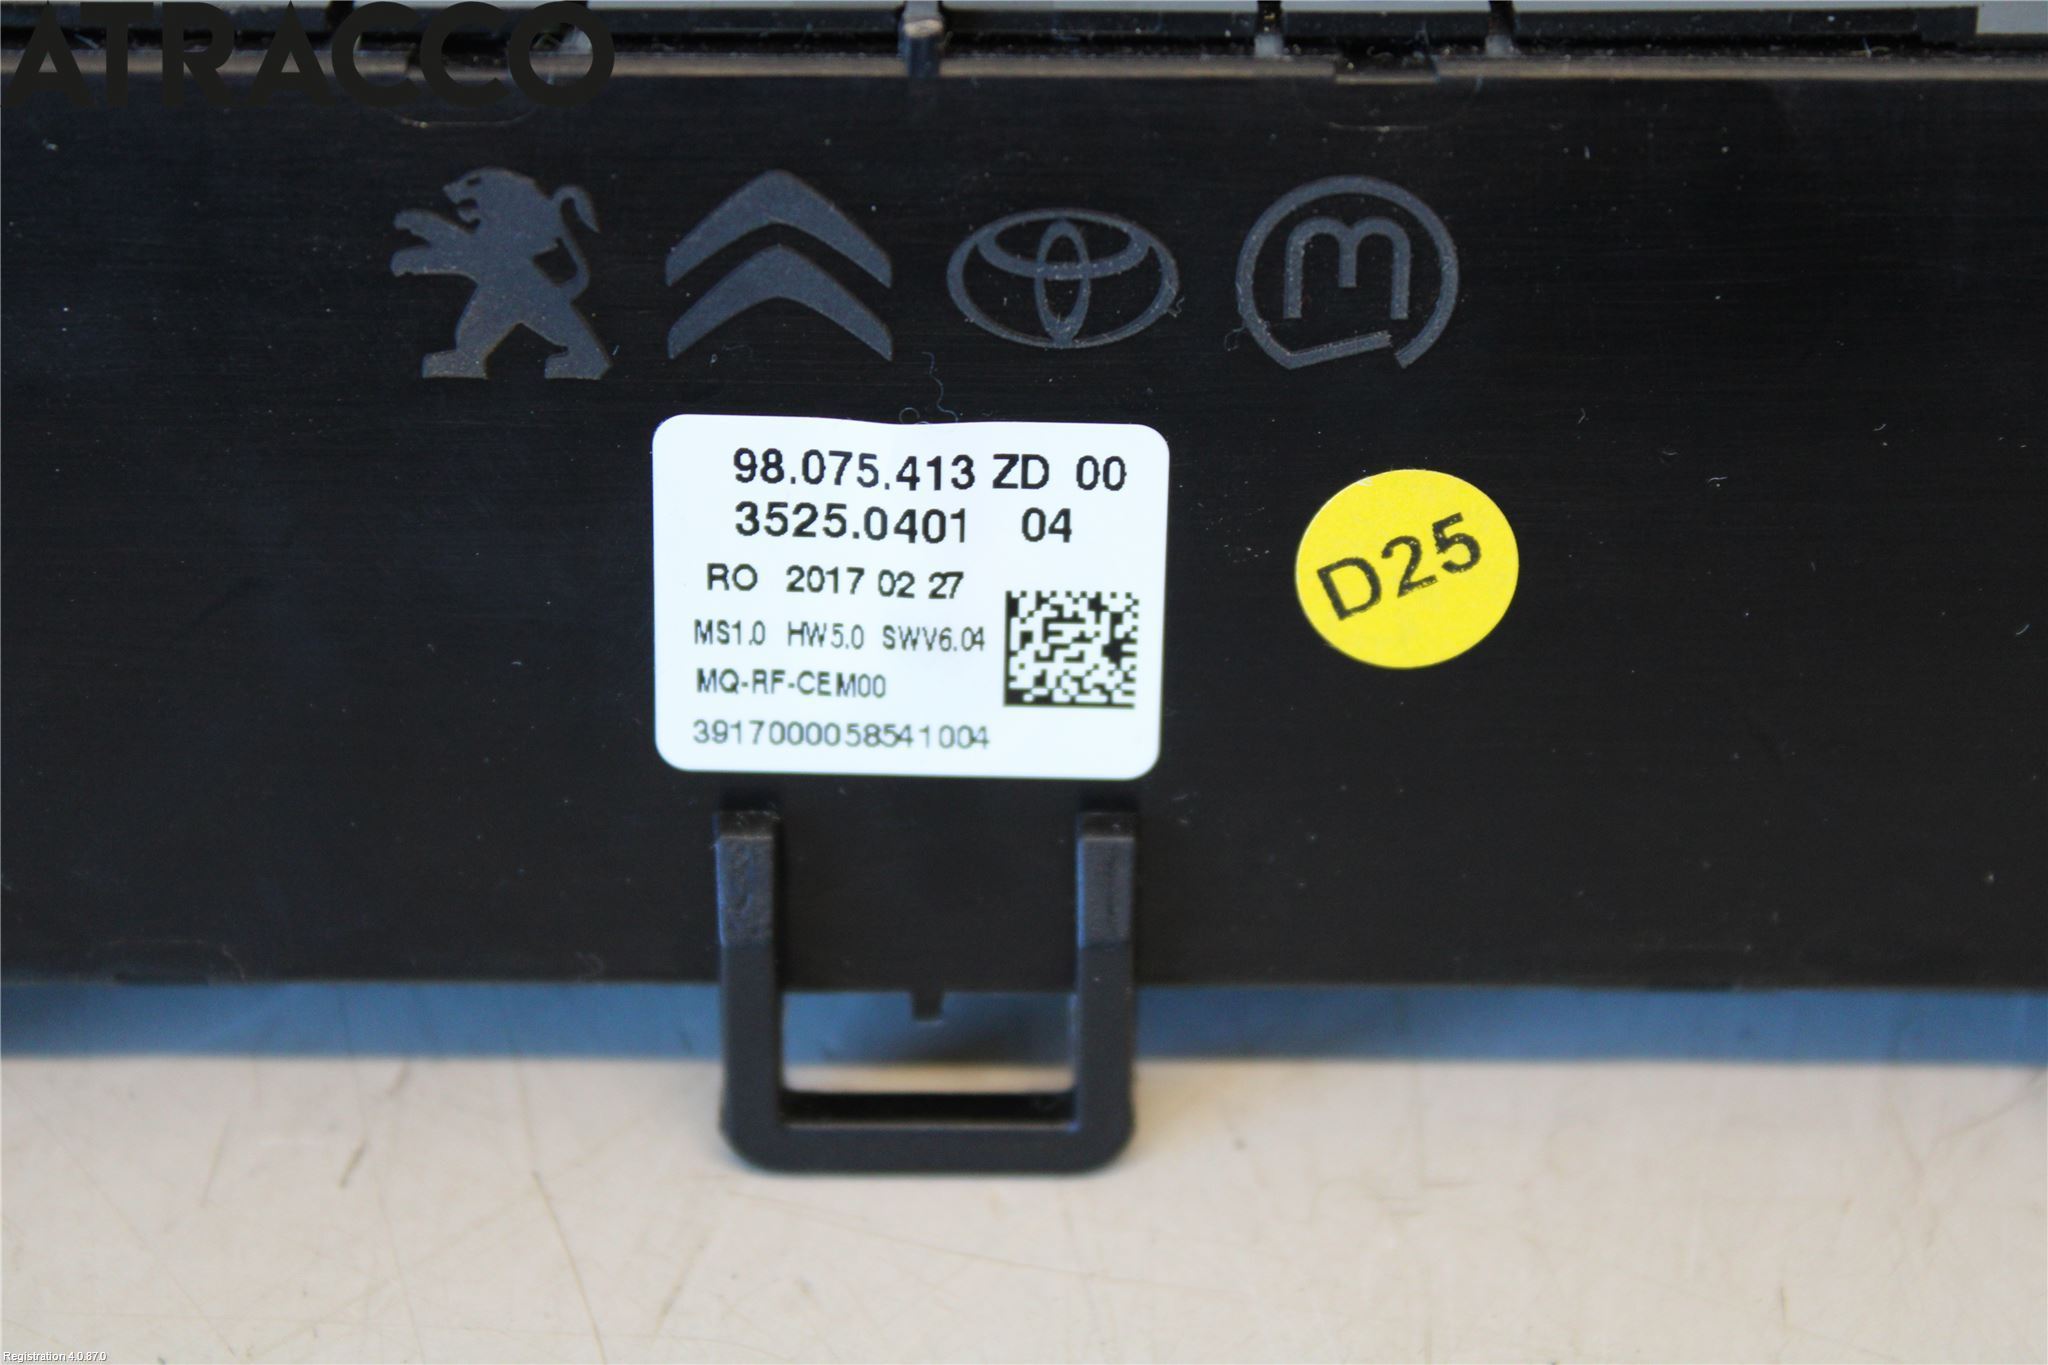 ATRACCO
98.075.413 ZD 00
3525.0401 04
RO 2017 02 27
MS1.0 HW5.0 SWV6.04
MQ-RF-CEM00
3917000058541004
D25
Registration 4.0.87.0